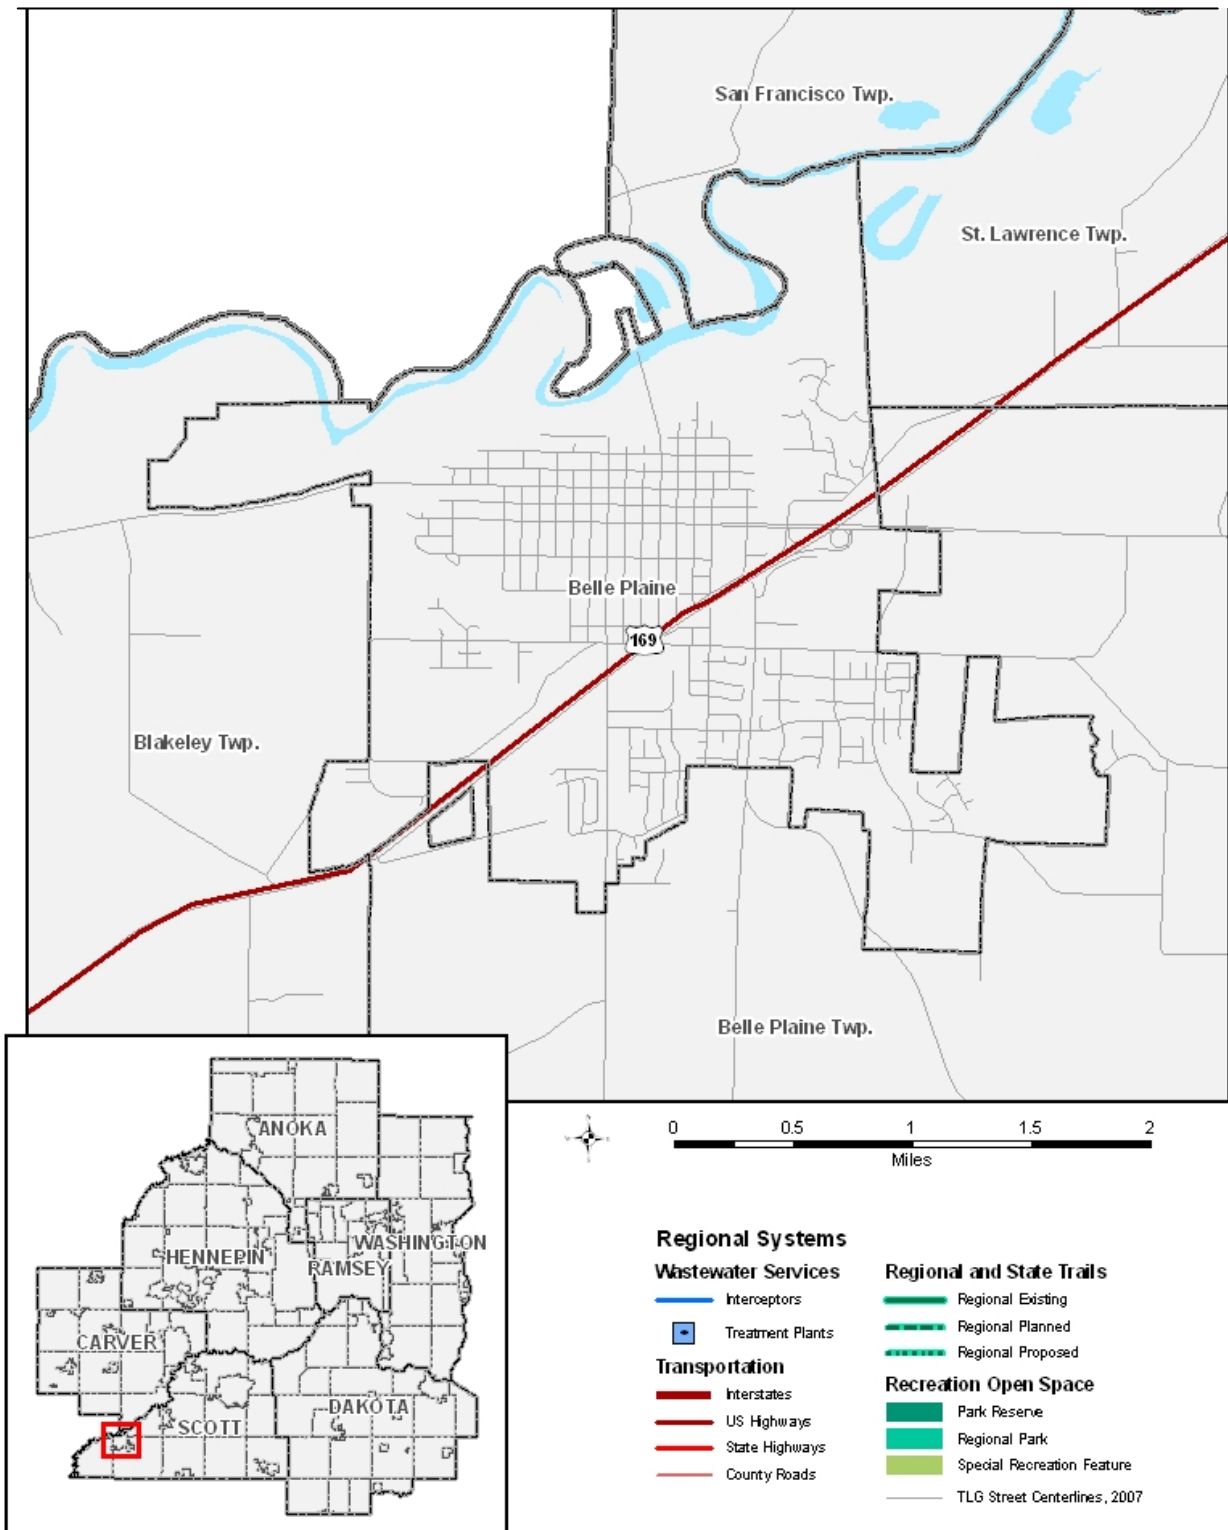 San Francisco Twp.
St. Lawrence Twp.
Belle Plaine
169
Blakeley Twp.
Belle Plaine Twp.
ANOKA
HENNEPIN
WASHINGTON
RAMSEY
CARVER
SCOTT
DAKOTA
0 0.5 1 1.5 2
Miles
Regional Systems
Wastewater Services
Interceptors
Treatment Plants
Transportation
Interstates
US Highways
State Highways
County Roads
Regional and State Trails
Regional Existing
Regional Planned
Regional Proposed
Recreation Open Space
Park Reserve
Regional Park
Special Recreation Feature
TLG Street Centerlines, 2007